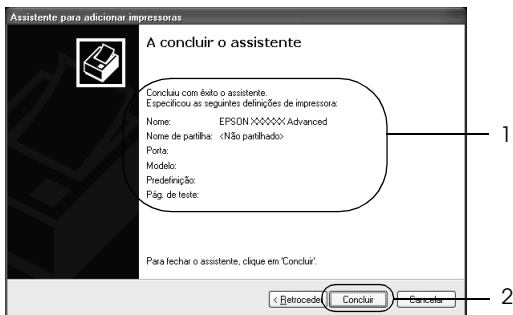 Assistente para adicionar impressoras
A concluir o assistente
Concluiu com êxito o assistente.
Especificou as seguintes definições de impressora:
Nome: EPSON XXXXXX Advanced
Nome de partilha: <Não partilhado>
Porta:
Modelo:
Predefinição:
Pág. de teste:
1
Para fechar o assistente, clique em 'Concluir'.
< Retroceder Concluir Cancelar
2